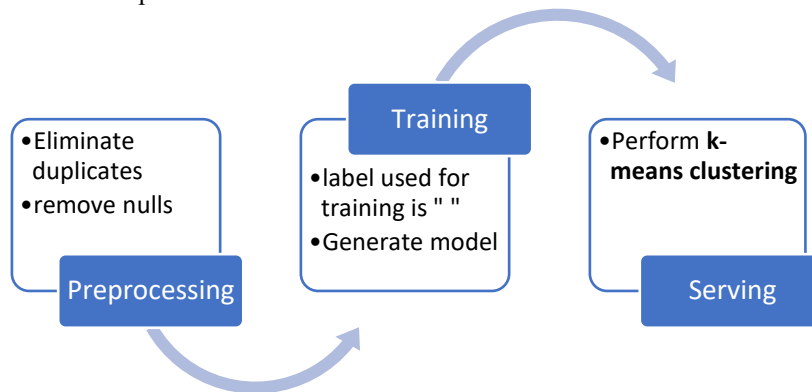 •Eliminate
duplicates
•remove nulls
Preprocessing
Training
•label used for
training is " "
•Generate model
•Perform k-
means clustering
Serving